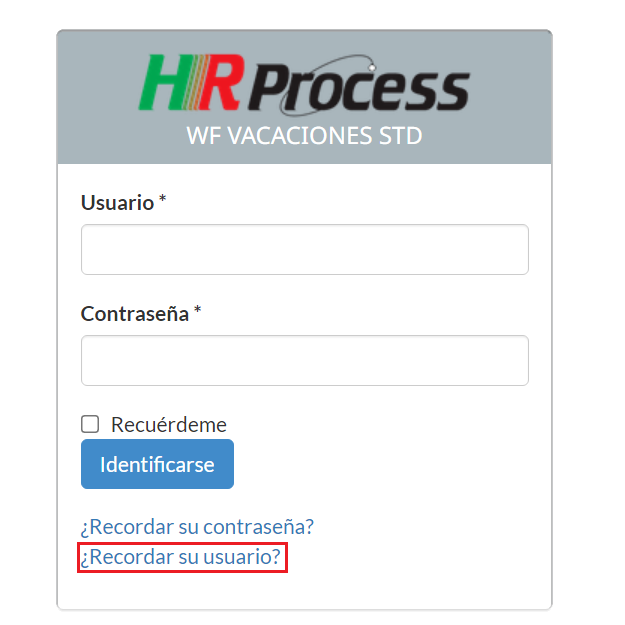 HR Process
WF VACACIONES STD
Usuario *
Contraseña *
Recuérdeme
Identificarse
¿Recordar su contraseña?
¿Recordar su usuario?